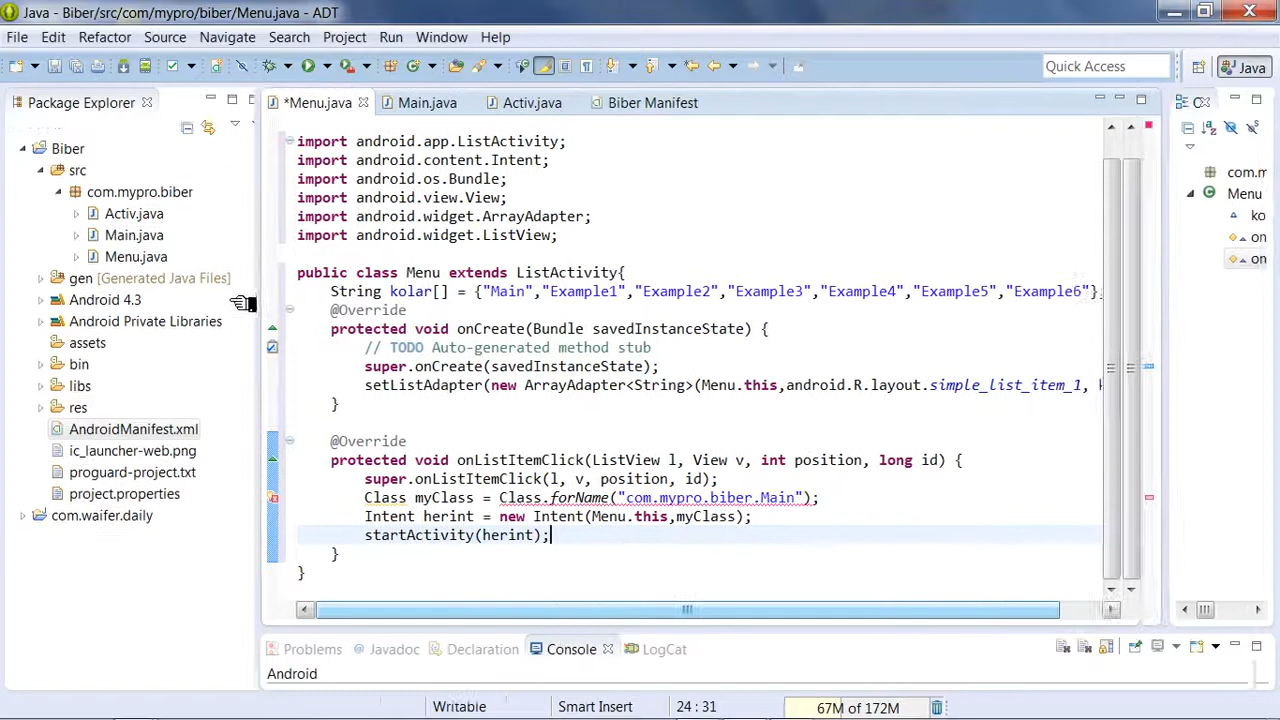 Java - Biber/src/com/mypro/biber/Menu.java - ADT
File Edit Refactor Source Navigate Search Project Run Window Help
Quick Access
Java
Package Explorer
Biber
src
com.mypro.biber
Activ.java
Main.java
Menu.java
gen [Generated Java Files]
Android 4.3
Android Private Libraries
assets
bin
libs
res
AndroidManifest.xml
ic_launcher-web.png
proguard-project.txt
project.properties
com.waifer.daily
*Menu.java Main.java Activ.java Biber Manifest
import android.app.ListActivity;
import android.content.Intent;
import android.os.Bundle;
import android.view.View;
import android.widget.ArrayAdapter;
import android.widget.ListView;
public class Menu extends ListActivity{
String kolar[] = {"Main","Example1","Example2","Example3","Example4","Example5","Example6"}
@Override
protected void onCreate(Bundle savedInstanceState) {
// TODO Auto-generated method stub
super.onCreate(savedInstanceState);
setListAdapter(new ArrayAdapter<String>(Menu.this,android.R.layout.simple_list_item_1, k
}
@Override
protected void onListItemClick(ListView l, View v, int position, long id) {
super.onListItemClick(l, v, position, id);
Class myClass = Class.forName("com.mypro.biber.Main");
Intent herint = new Intent(Menu.this,myClass);
startActivity(herint);
}
}
com.m
Menu
ko
on
on
Problems @ Javadoc Declaration Console LogCat
Android
Writable Smart Insert 24 : 31 67M of 172M